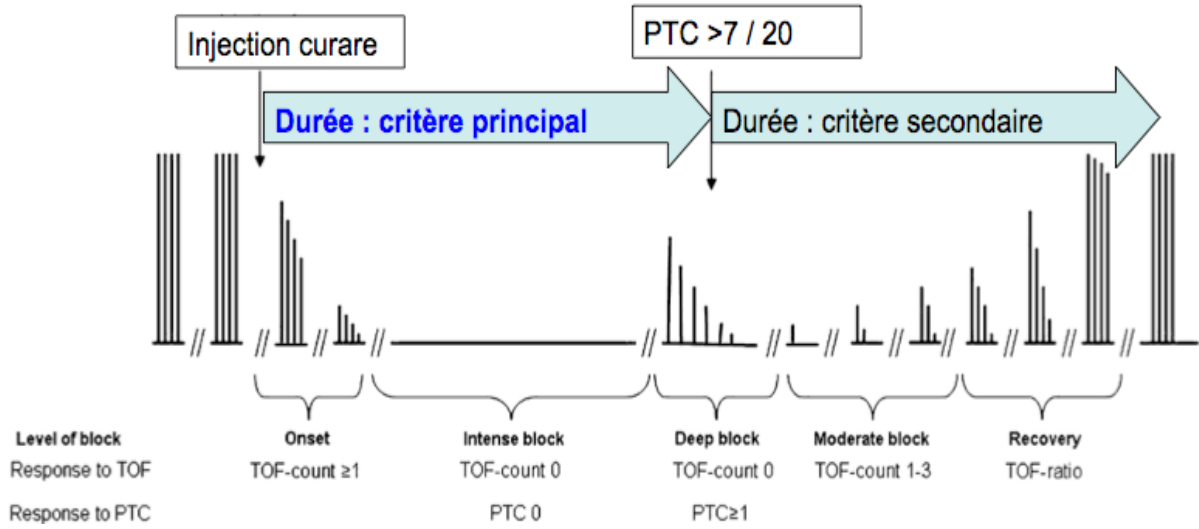 Injection curare
PTC >7 / 20
Durée : critère principal
Durée : critère secondaire
Level of block Onset Intense block Deep block Moderate block Recovery
Response to TOF TOF-count ≥1 TOF-count 0 TOF-count 0 TOF-count 1-3 TOF-ratio
Response to PTC PTC 0 PTC≥1